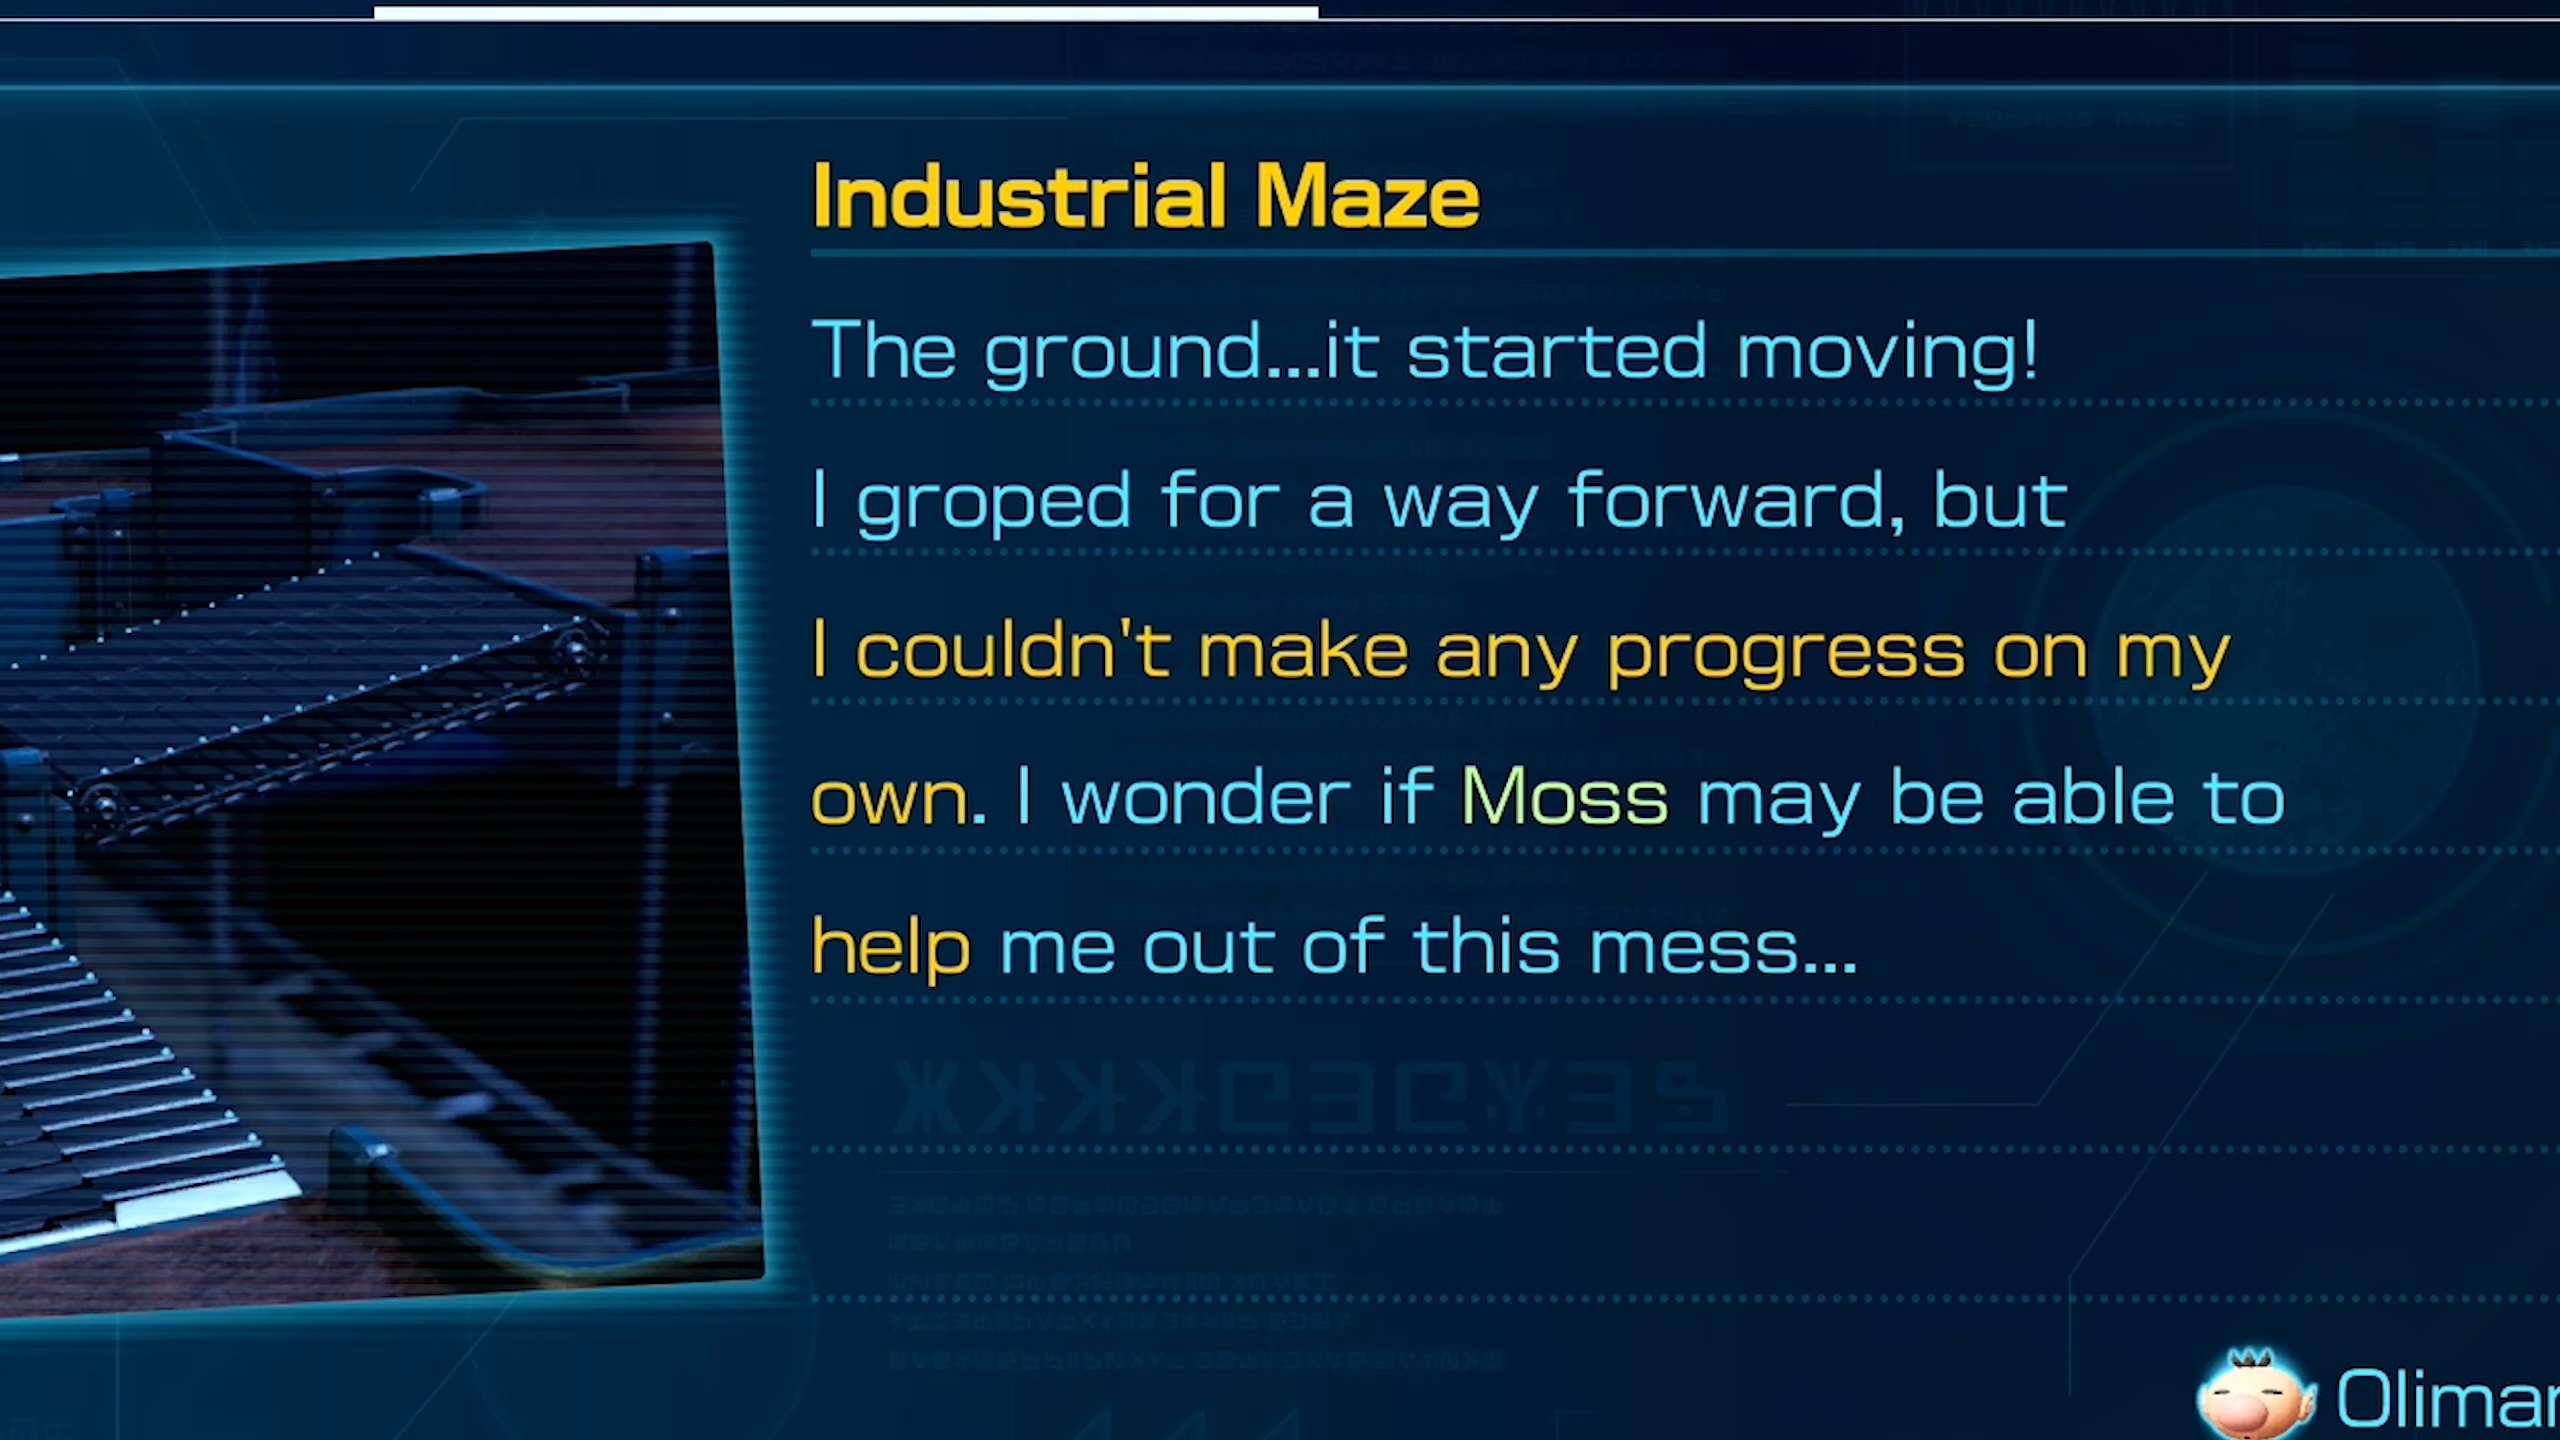 Industrial Maze
The ground...it started moving!
I groped for a way forward, but
I couldn't make any progress on my
own. I wonder if Moss may be able to
help me out of this mess...
Olimar